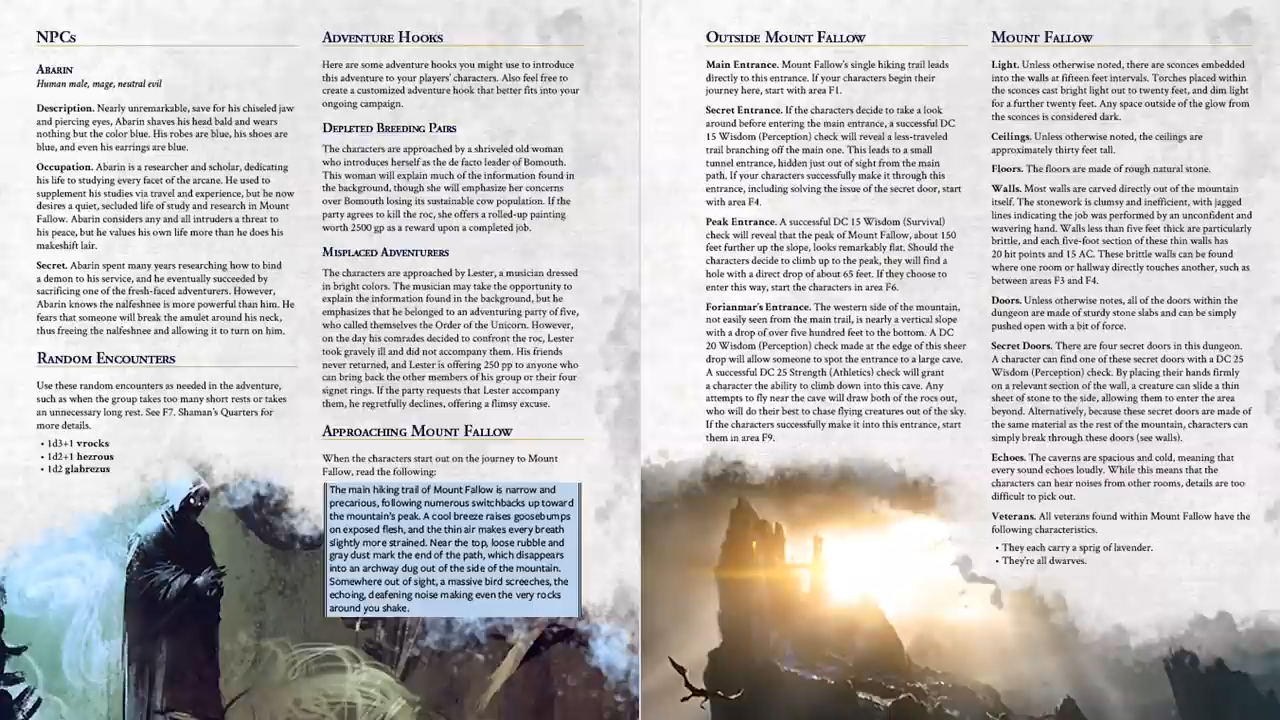 NPCs
Abarin
Human male, mage, neutral evil
Description. Nearly unremarkable, save for his chiseled jaw
and piercing eyes, Abarin shaves his head bald and wears
nothing but the color blue. His robes are blue, his shoes are
blue, and even his earrings are blue.
Occupation. Abarin is a researcher and scholar, dedicating
his life to studying every facet of the arcane. He used to
supplement his studies via travel and experience, but he now
desires a quiet, secluded life of study and research in Mount
Fallow. Abarin considers any and all intruders a threat to
his peace, but he values his own life more than he does his
makeshift lair.
Secret. Abarin spent many years researching how to bind
a demon to his service, and he eventually succeeded by
sacrificing one of the fresh-faced adventurers. However,
Abarin knows the nalfeshnee is more powerful than him. He
fears that someone will break the amulet around his neck,
thus freeing the nalfeshnee and allowing it to turn on him.
Random Encounters
Use these random encounters as needed in the adventure,
such as when the group takes too many short rests or takes
an unnecessary long rest. See F7. Shaman's Quarters for
more details.
• 1d3+1 vrocks
• 1d2+1 hezrous
• 1d2 glabrezus
Adventure Hooks
Here are some adventure hooks you might use to introduce
this adventure to your players' characters. Also feel free to
create a customized adventure hook that better fits into your
ongoing campaign.
Depleted Breeding Pairs
The characters are approached by a shriveled old woman
who introduces herself as the de facto leader of Bomouth.
This woman will explain much of the information found in
the background, though she will emphasize her concerns
over Bomouth losing its sustainable cow population. If the
party agrees to kill the roc, she offers a rolled-up painting
worth 2500 gp as a reward upon a completed job.
Misplaced Adventurers
The characters are approached by Lester, a musician dressed
in bright colors. The musician may take the opportunity to
explain the information found in the background, but he
emphasizes that he belonged to an adventuring party of five,
who called themselves the Order of the Unicorn. However,
on the day his comrades decided to confront the roc, Lester
took gravely ill and did not accompany them. His friends
never returned, and Lester is offering 250 pp to anyone who
can bring back the other members of his group or their four
signet rings. If the party requests that Lester accompany
them, he regretfully declines, offering a flimsy excuse.
Approaching Mount Fallow
When the characters start out on the journey to Mount
Fallow, read the following:
The main hiking trail of Mount Fallow is narrow and
precarious, following numerous switchbacks up toward
the mountain's peak. A cool breeze raises goosebumps
on exposed flesh, and the thin air makes every breath
slightly more strained. Near the top, loose rubble and
gray dust mark the end of the path, which disappears
into an archway dug out of the side of the mountain.
Somewhere out of sight, a massive bird screeches, the
echoing, deafening noise making even the very rocks
around you shake.
Outside Mount Fallow
Main Entrance. Mount Fallow's single hiking trail leads
directly to this entrance. If your characters begin their
journey here, start with area F1.
Secret Entrance. If the characters decide to take a look
around before entering the main entrance, a successful DC
15 Wisdom (Perception) check will reveal a less-traveled
trail branching off the main one. This leads to a small
tunnel entrance, hidden just out of sight from the main
path. If your characters successfully make it through this
entrance, including solving the issue of the secret door, start
with area F4.
Peak Entrance. A successful DC 15 Wisdom (Survival)
check will reveal that the peak of Mount Fallow, about 150
feet further up the slope, looks remarkably flat. Should the
characters decide to climb up to the peak, they will find a
hole with a direct drop of about 65 feet. If they choose to
enter this way, start the characters in area F6.
Forianmar's Entrance. The western side of the mountain,
not easily seen from the main trail, is nearly a vertical slope
with a drop of over five hundred feet to the bottom. A DC
20 Wisdom (Perception) check made at the edge of this sheer
drop will allow someone to spot the entrance to a large cave.
A successful DC 25 Strength (Athletics) check will grant
a character the ability to climb down into this cave. Any
attempts to fly near the cave will draw both of the rocs out,
who will do their best to chase flying creatures out of the sky.
If the characters successfully make it into this entrance, start
them in area F9.
Mount Fallow
Light. Unless otherwise noted, there are sconces embedded
into the walls at fifteen feet intervals. Torches placed within
the sconces cast bright light out to twenty feet, and dim light
for a further twenty feet. Any space outside of the glow from
the sconces is considered dark.
Ceilings. Unless otherwise noted, the ceilings are
approximately thirty feet tall.
Floors. The floors are made of rough natural stone.
Walls. Most walls are carved directly out of the mountain
itself. The stonework is clumsy and inefficient, with jagged
lines indicating the job was performed by an unconfident and
wavering hand. Walls less than five feet thick are particularly
brittle, and each five-foot section of these thin walls has
20 hit points and 15 AC. These brittle walls can be found
where one room or hallway directly touches another, such as
between areas F3 and F4.
Doors. Unless otherwise notes, all of the doors within the
dungeon are made of sturdy stone slabs and can be simply
pushed open with a bit of force.
Secret Doors. There are four secret doors in this dungeon.
A character can find one of these secret doors with a DC 25
Wisdom (Perception) check. By placing their hands firmly
on a relevant section of the wall, a creature can slide a thin
sheet of stone to the side, allowing them to enter the area
beyond. Alternatively, because these secret doors are made of
the same material as the rest of the mountain, characters can
simply break through these doors (see walls).
Echoes. The caverns are spacious and cold, meaning that
every sound echoes loudly. While this means that the
characters can hear noises from other rooms, details are too
difficult to pick out.
Veterans. All veterans found within Mount Fallow have the
following characteristics.
• They each carry a sprig of lavender.
• They're all dwarves.